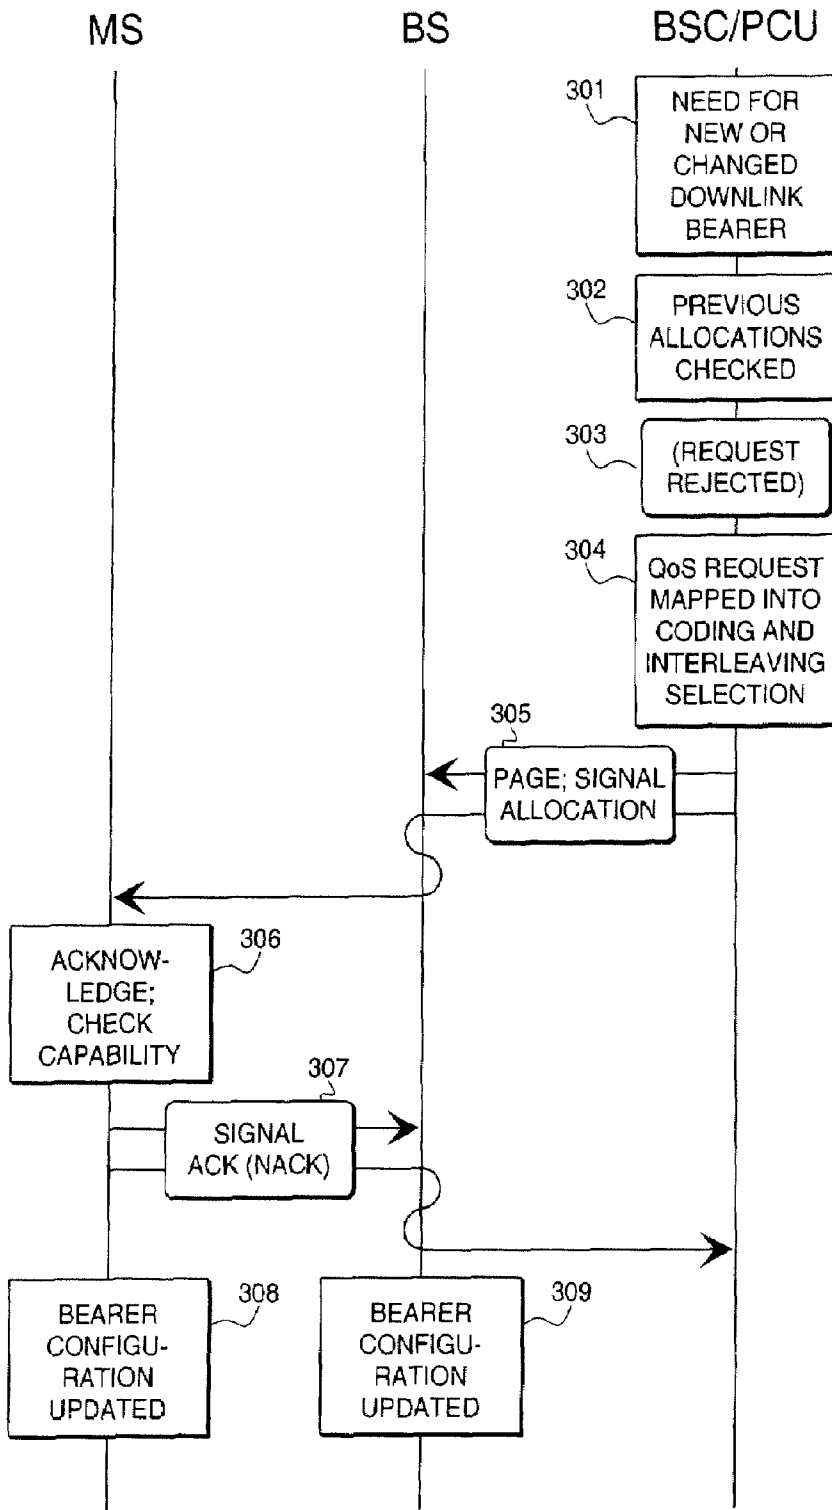 MS
BS
BSC/PCU
301
NEED FOR
NEW OR
CHANGED
DOWNLINK
BEARER
302
PREVIOUS
ALLOCATIONS
CHECKED
303
(REQUEST
REJECTED)
304
QoS REQUEST
MAPPED INTO
CODING AND
INTERLEAVING
SELECTION
305
PAGE; SIGNAL
ALLOCATION
306
ACKNOW-
LEDGE;
CHECK
CAPABILITY
307
SIGNAL
ACK (NACK)
308
BEARER
CONFIGU-
RATION
UPDATED
309
BEARER
CONFIGU-
RATION
UPDATED